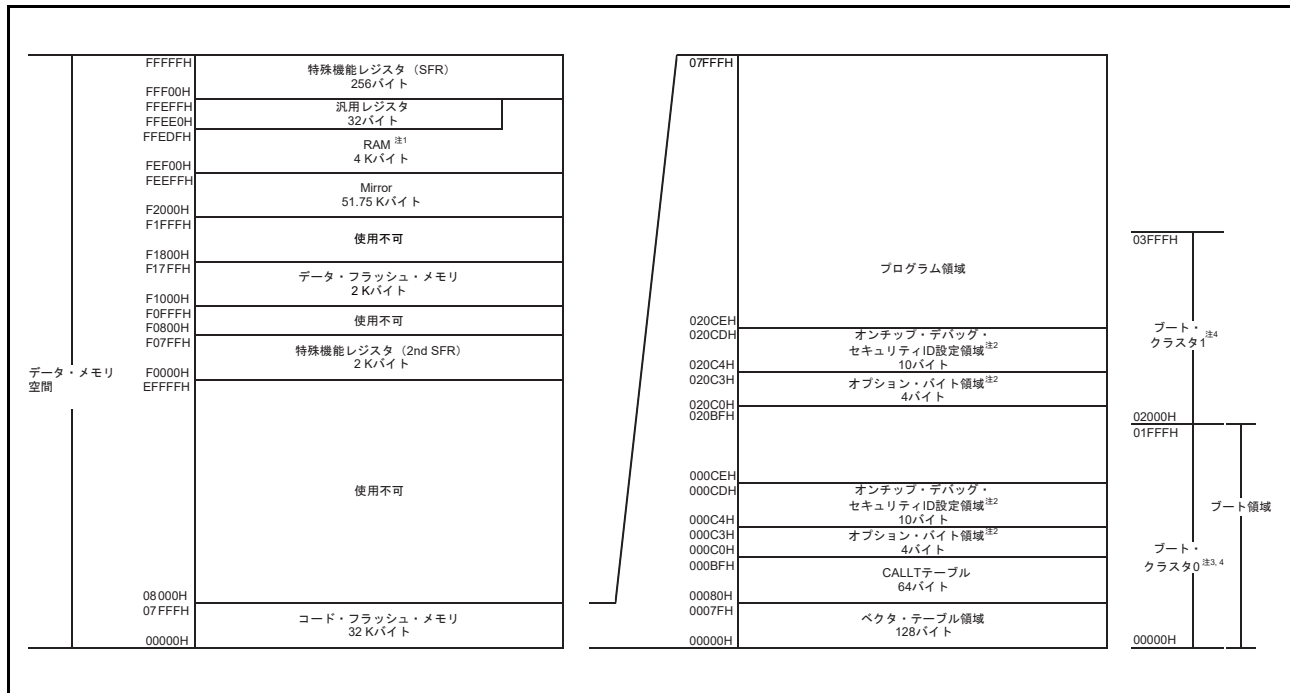 FFFFFH
特殊機能レジスタ（SFR）
256バイト
FFF00H
FFEFFH
汎用レジスタ
32バイト
FFEE0H
FFEDFH
RAM 注1
4 Kバイト
FEF00H
FEEFFH
Mirror
51.75 Kバイト
F2000H
F1FFFH
使用不可
F1800H
F17FFH
データ・フラッシュ・メモリ
2 Kバイト
F1000H
F0FFFH
使用不可
F0800H
F07FFH
特殊機能レジスタ（2nd SFR）
2 Kバイト
F0000H
EFFFFH
データ・メモリ
空間
使用不可
08000H
07FFFH
コード・フラッシュ・メモリ
32 Kバイト
00000H
07FFFH
プログラム領域
020CEH
020CDH
オンチップ・デバッグ・
セキュリティID設定領域注2
10バイト
020C4H
020C3H
オプション・バイト領域注2
4バイト
020C0H
020BFH
000CEH
000CDH
オンチップ・デバッグ・
セキュリティID設定領域注2
10バイト
000C4H
000C3H
オプション・バイト領域注2
4バイト
000C0H
000BFH
CALLTテーブル
64バイト
00080H
0007FH
ベクタ・テーブル領域
128バイト
00000H
03FFFH
ブート・
クラスタ1 注4
02000H
01FFFH
ブート領域
ブート・
クラスタ0 注3, 4
00000H